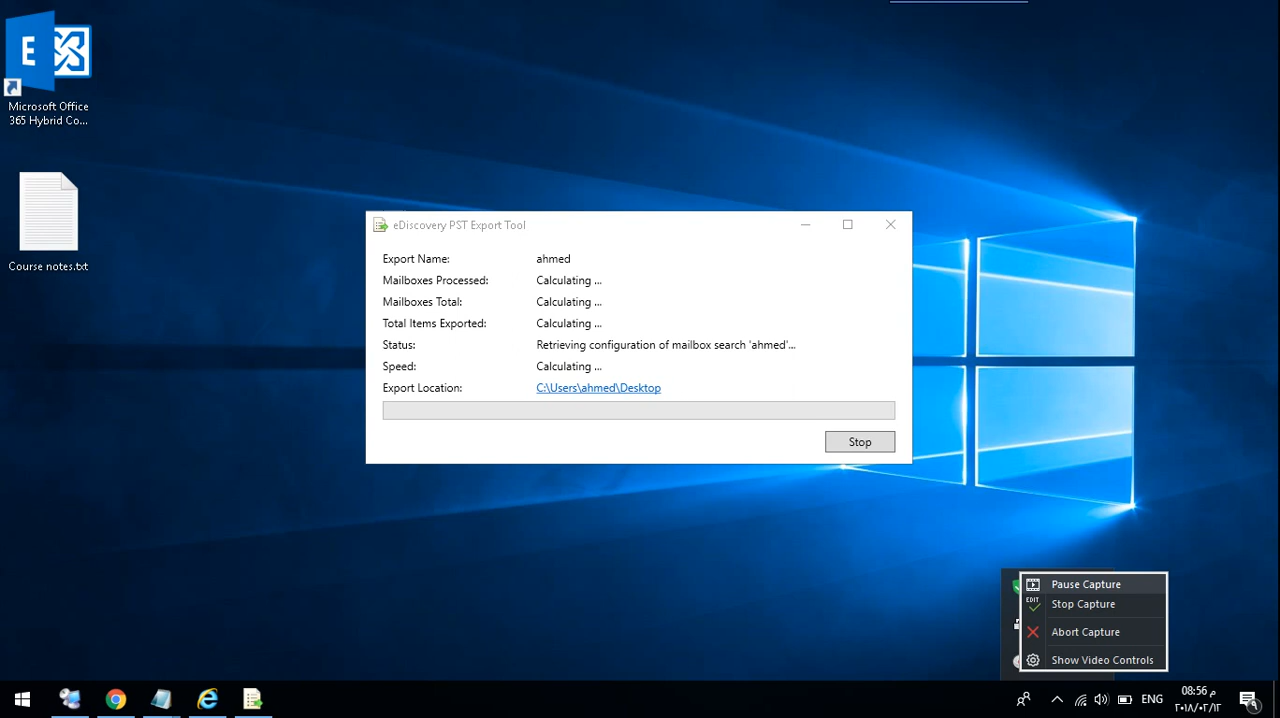 Microsoft Office
365 Hybrid Co...
Course notes.txt
eDiscovery PST Export Tool
Export Name: ahmed
Mailboxes Processed: Calculating ...
Mailboxes Total: Calculating ...
Total Items Exported: Calculating ...
Status: Retrieving configuration of mailbox search 'ahmed'...
Speed: Calculating ...
Export Location: C:\Users\ahmed\Desktop
Stop
Pause Capture
EDIT
Stop Capture
Abort Capture
Show Video Controls
ENG
08:56 م
٢٠١٨/٠٢/١٢